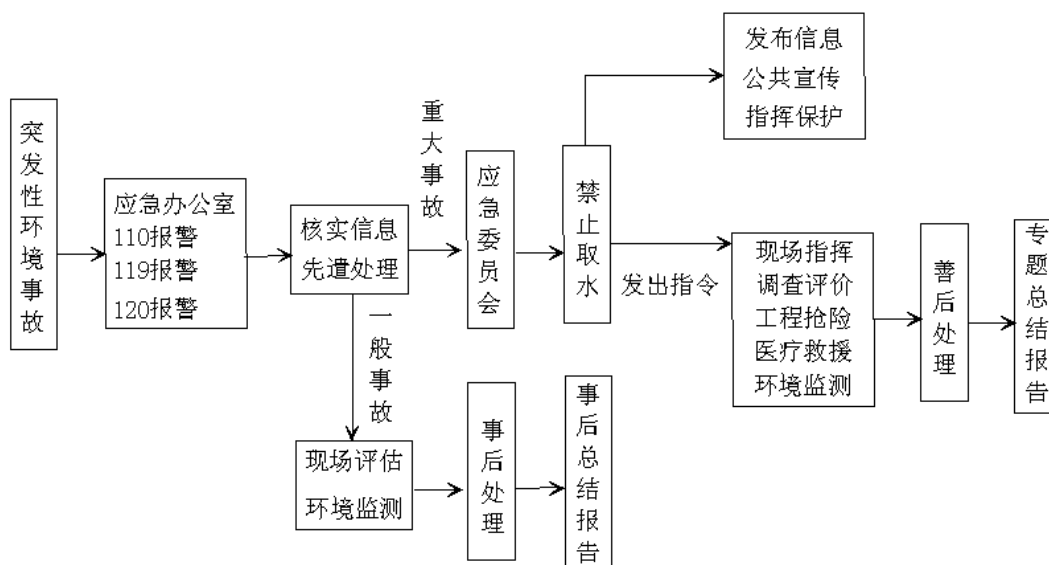 突发性环境事故
应急办公室
110报警
119报警
120报警
核实信息
先遣处理
重大事故
应急委员会
禁止取水
发布信息
公共宣传
指挥保护
发出指令
现场指挥
调查评价
工程抢险
医疗救援
环境监测
善后处理
专题总结报告
一般事故
现场评估
环境监测
事后处理
事后总结报告